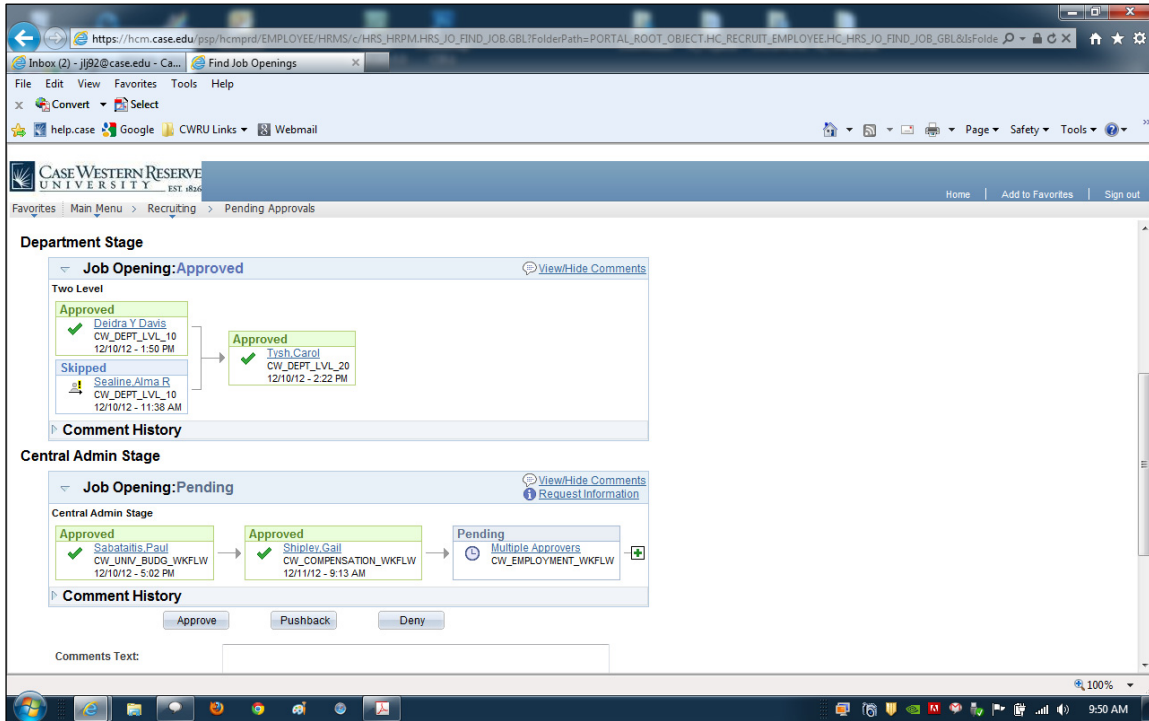 https://hcm.case.edu/psp/hcmprd/EMPLOYEE/HRMS/c/HRS_HRPM.HRS_JO_FIND_JOB.GBL?FolderPath=PORTAL_ROOT_OBJECT.HC_RECRUIT_EMPLOYEE.HC_HRS_JO_FIND_JOB_GBL&IsFolde
Inbox (2) - jlj92@case.edu - Ca... Find Job Openings
File Edit View Favorites Tools Help
x Convert Select
help.case Google CWRU Links Webmail Page Safety Tools
CASE WESTERN RESERVE
UNIVERSITY EST. 1826
Home | Add to Favorites | Sign out
Favorites Main Menu > Recruiting > Pending Approvals
Department Stage
Job Opening:Approved View/Hide Comments
Two Level
Approved
Deidra Y Davis
CW_DEPT_LVL_10
12/10/12 - 1:50 PM
Skipped
Sealine,Alma R
CW_DEPT_LVL_10
12/10/12 - 11:38 AM
Approved
Tysh,Carol
CW_DEPT_LVL_20
12/10/12 - 2:22 PM
Comment History
Central Admin Stage
Job Opening:Pending View/Hide Comments
Request Information
Central Admin Stage
Approved
Sabataitis,Paul
CW_UNIV_BUDG_WKFLW
12/10/12 - 5:02 PM
Approved
Shipley,Gail
CW_COMPENSATION_WKFLW
12/11/12 - 9:13 AM
Pending
Multiple Approvers
CW_EMPLOYMENT_WKFLW
Comment History
Approve Pushback Deny
Comments Text:
100%
9:50 AM